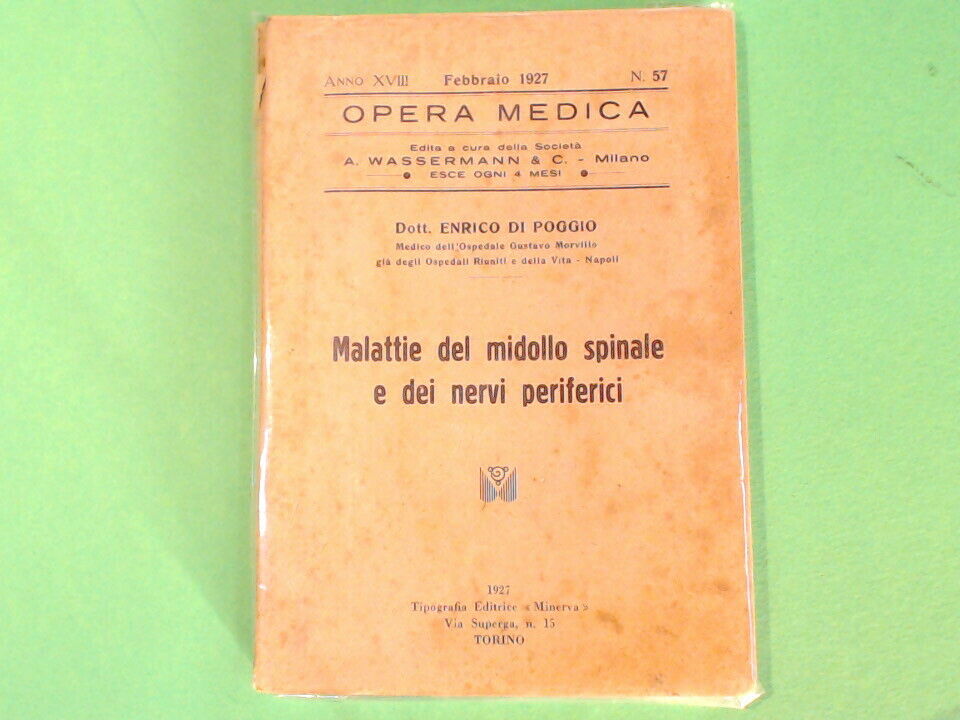 ANNO XVIII Febbraio 1927 N. 57
OPERA MEDICA
Edita a cura della Società
A. WASSERMANN & C. - Milano
ESCE OGNI 4 MESI
Dott. ENRICO DI POGGIO
Medico dell'Ospedale Gustavo Morvillo
già degli Ospedali Riuniti e della Vita - Napoli
Malattie del midollo spinale
e dei nervi periferici
1927
Tipografia Editrice «Minerva»
Via Superga, n. 15
TORINO